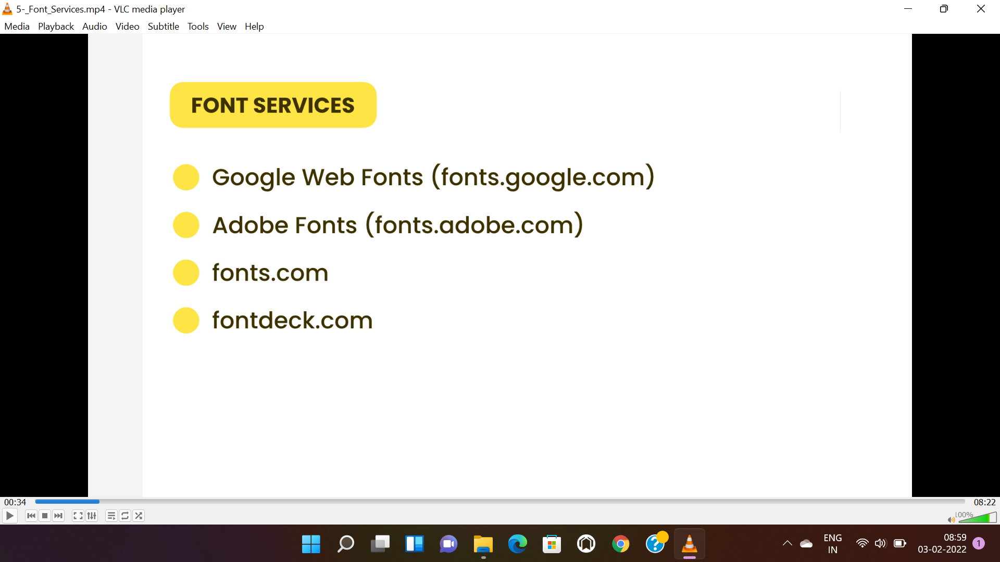 5-_Font_Services.mp4 - VLC media player
Media Playback Audio Video Subtitle Tools View Help
FONT SERVICES
Google Web Fonts (fonts.google.com)
Adobe Fonts (fonts.adobe.com)
fonts.com
fontdeck.com
00:34 08:22
100%
ENG 08:59
IN 03-02-2022 1